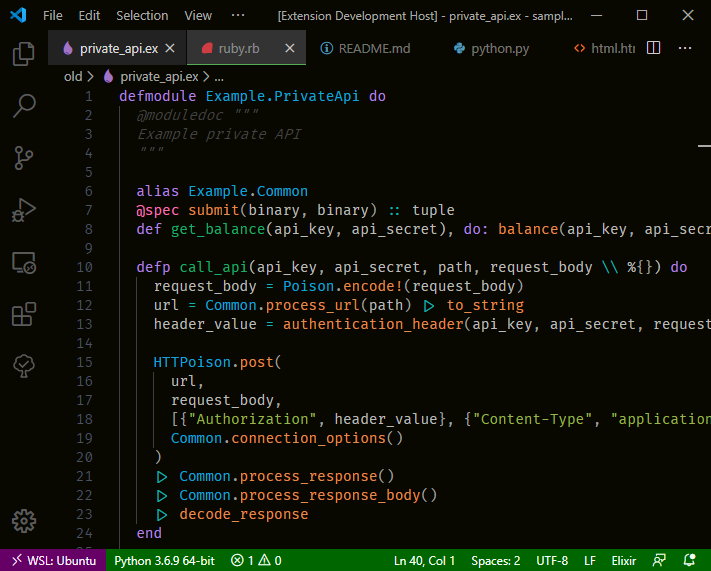 File Edit Selection View ··· [Extension Development Host] - private_api.ex - sampl...
private_api.ex ruby.rb README.md python.py html.ht
old > private_api.ex > ...
1 defmodule Example.PrivateApi do
2 @moduledoc """
3 Example private API
4 """
5
6 alias Example.Common
7 @spec submit(binary, binary) :: tuple
8 def get_balance(api_key, api_secret), do: balance(api_key, api_secr
9
10 defp call_api(api_key, api_secret, path, request_body \\ %{}) do
11 request_body = Poison.encode!(request_body)
12 url = Common.process_url(path) |> to_string
13 header_value = authentication_header(api_key, api_secret, request
14
15 HTTPoison.post(
16 url,
17 request_body,
18 [{"Authorization", header_value}, {"Content-Type", "application
19 Common.connection_options()
20 )
21 |> Common.process_response()
22 |> Common.process_response_body()
23 |> decode_response
24 end
WSL: Ubuntu Python 3.6.9 64-bit 1 0 Ln 40, Col 1 Spaces: 2 UTF-8 LF Elixir